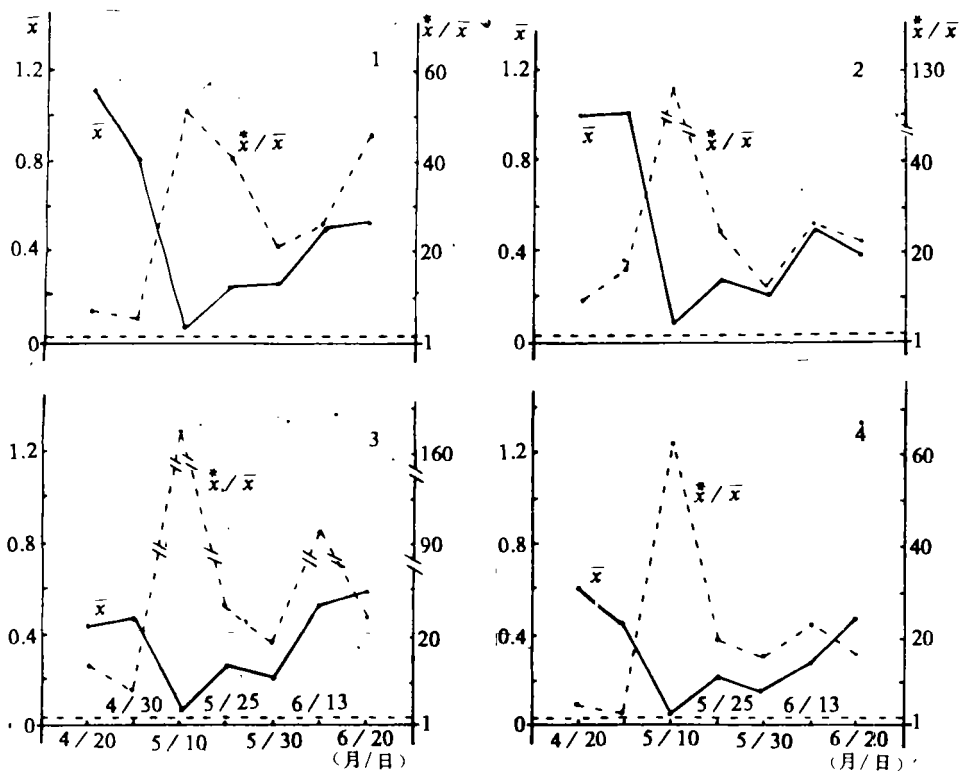 x̄ x̊/x̄ x̄ x̊/x̄
1.2 1 60 1.2 2 130
x̄ x̊/x̄ x̄ x̊/x̄
0.8 40 0.8 40
0.4 20 0.4 20
0 1 0 1
1.2 3 160 1.2 4 60
x̊/x̄ x̊/x̄
0.8 90 0.8 40
x̄ x̄
0.4 20 0.4 20
4/30 5/25 6/13 5/25 6/13
0 1 0 1
4/20 5/10 5/30 6/20 4/20 5/10 5/30 6/20
(月/日) (月/日)